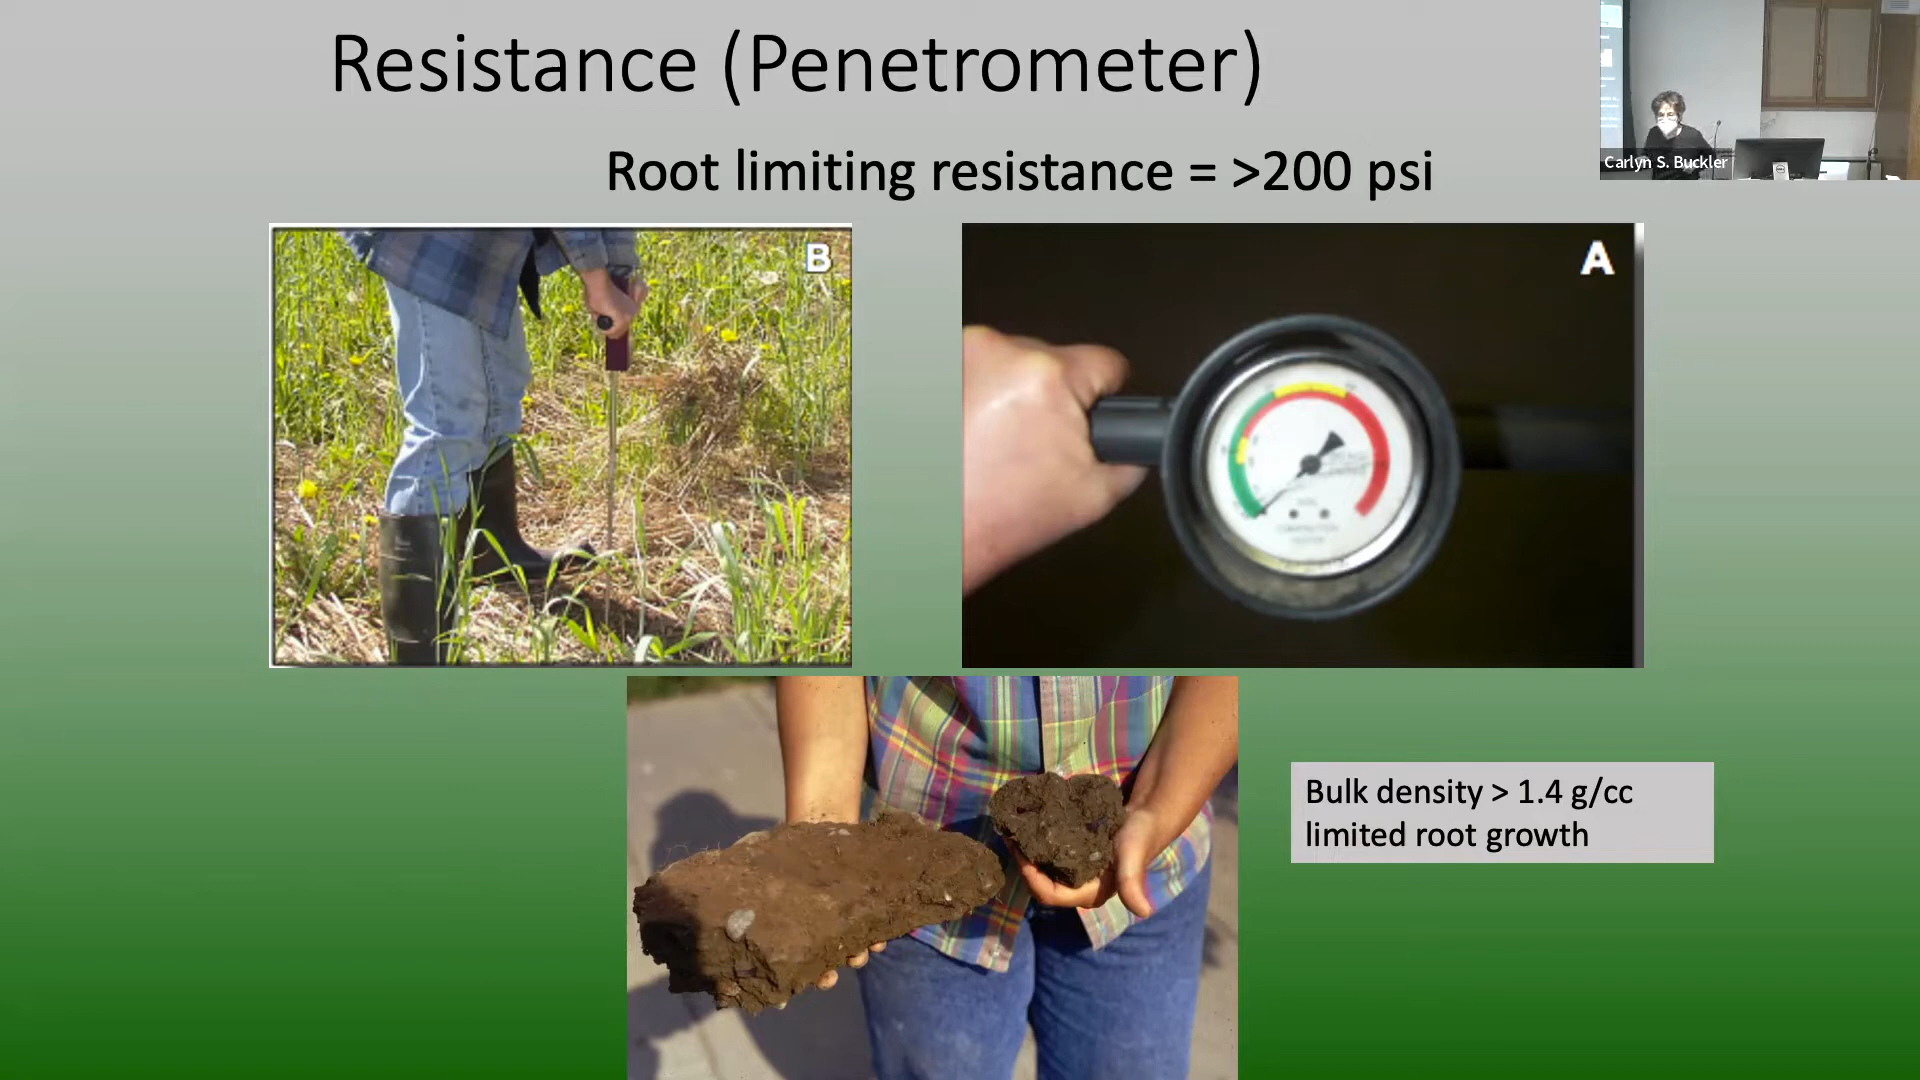 Resistance (Penetrometer)
Root limiting resistance = >200 psi
Carlyn S. Buckler
B
A
Bulk density > 1.4 g/cc
limited root growth